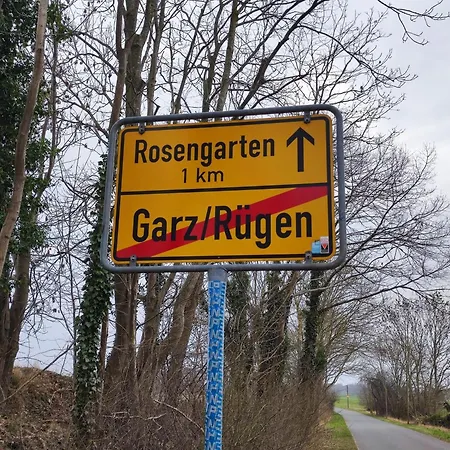 Rosengarten ↑
1 km
Garz/Rügen